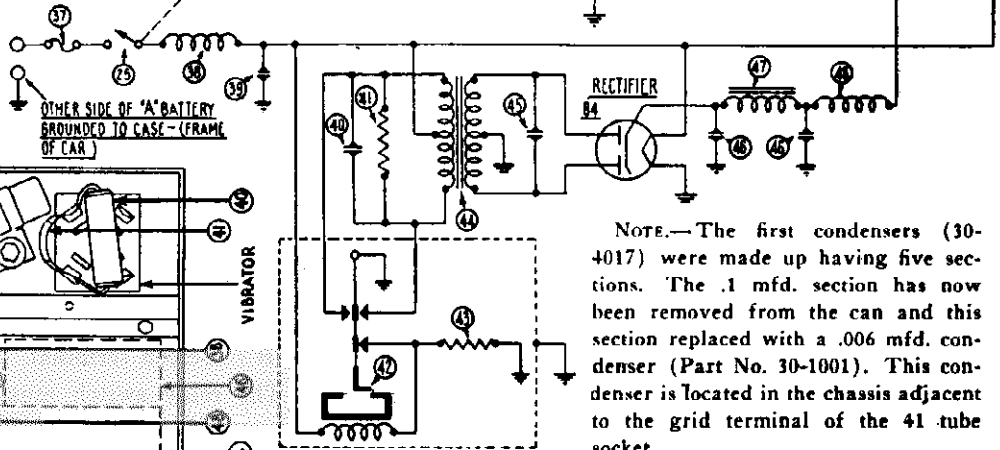 37
25
38
39
OTHER SIDE OF "A" BATTERY
GROUNDED TO CASE-(FRAME
OF CAR)
40
41
44
45
RECTIFIER
84
47
48
46
46
40
41
VIBRATOR
43
42
NOTE.—The first condensers (30-
4017) were made up having five sec-
tions. The .1 mfd. section has now
been removed from the can and this
section replaced with a .006 mfd. con-
denser (Part No. 30-1001). This con-
denser is located in the chassis adjacent
to the grid terminal of the 41 tube
socket.